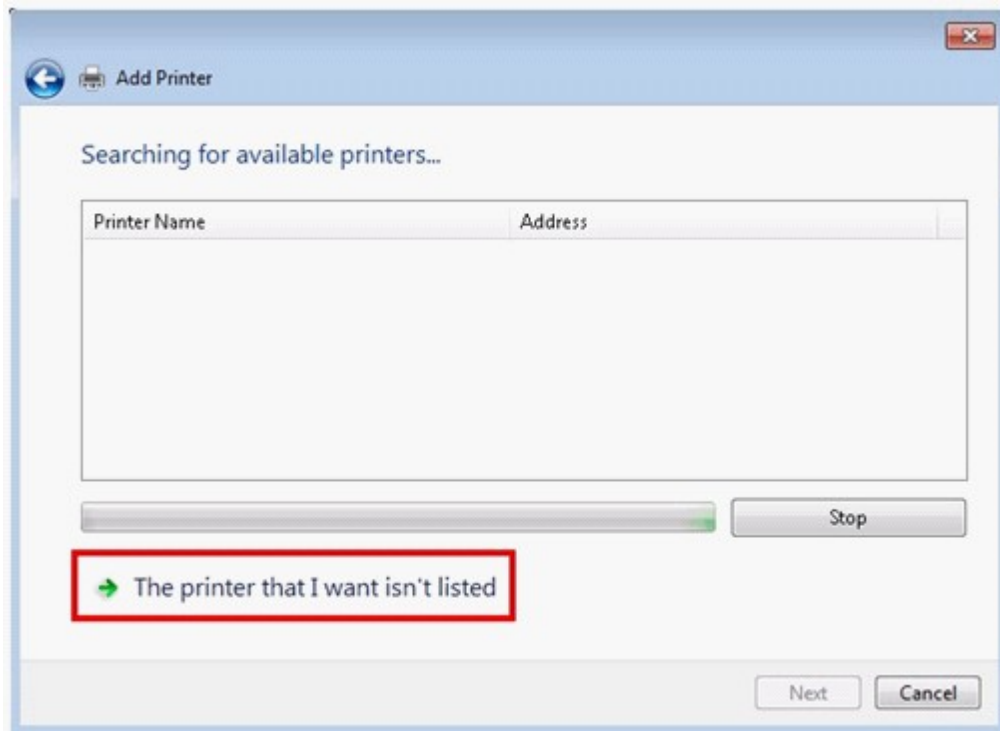 Add Printer
Searching for available printers...
Printer Name Address
Stop
The printer that I want isn't listed
Next Cancel